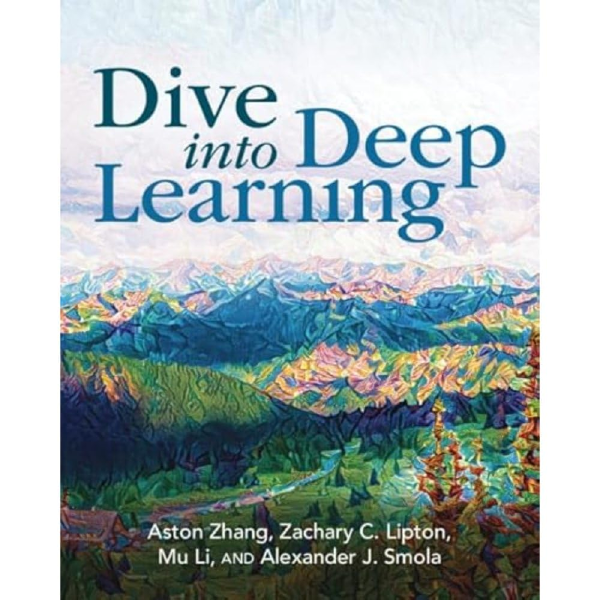 Dive
into Deep
Learning
Aston Zhang, Zachary C. Lipton,
Mu Li, AND Alexander J. Smola